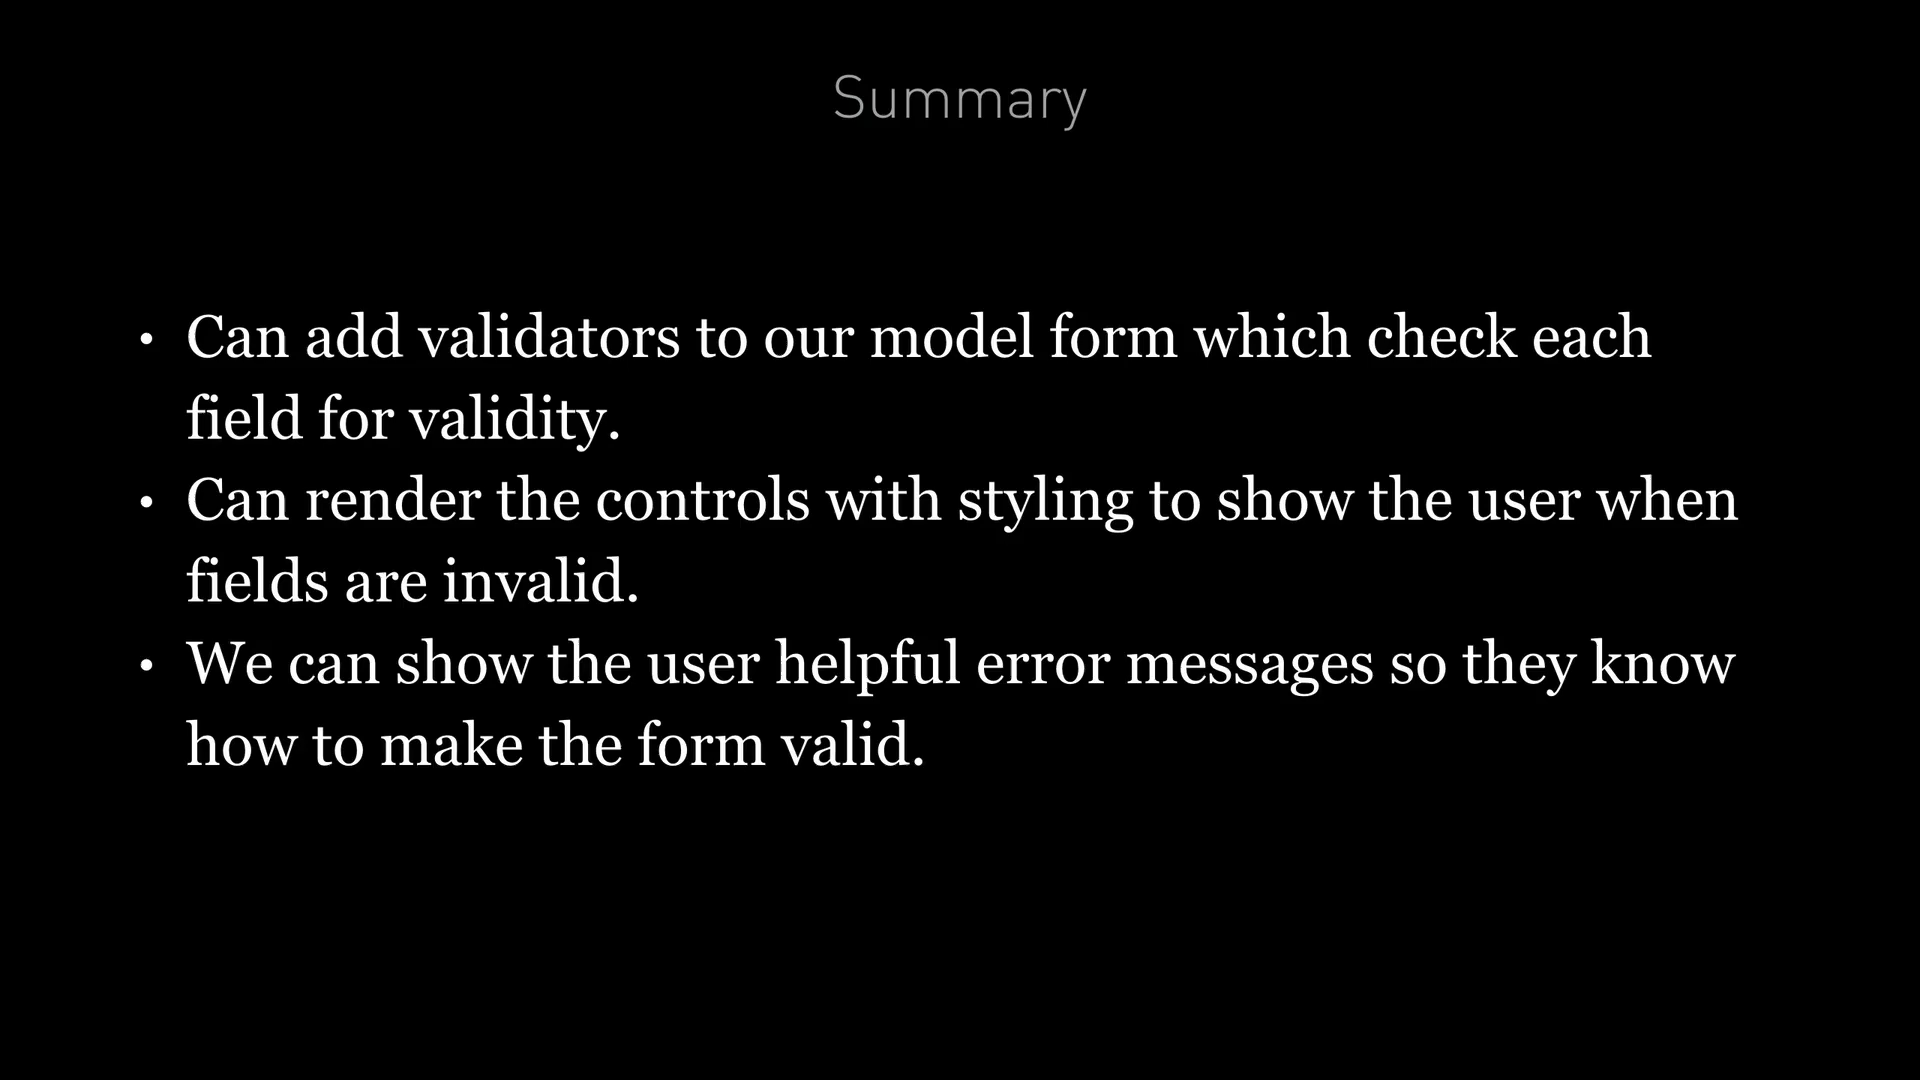 Summary
• Can add validators to our model form which check each
field for validity.
• Can render the controls with styling to show the user when
fields are invalid.
• We can show the user helpful error messages so they know
how to make the form valid.